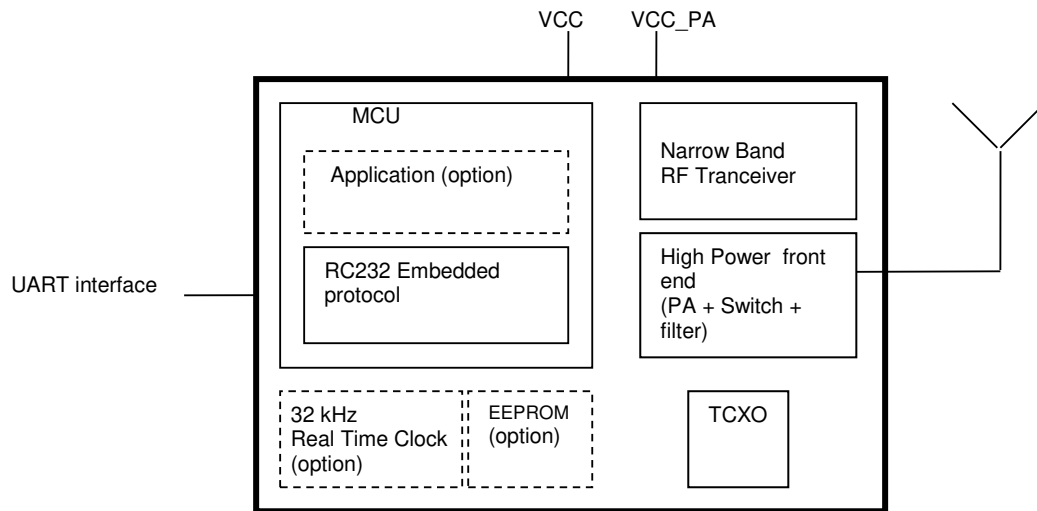 VCC
VCC_PA
MCU
Application (option)
RC232 Embedded
protocol
Narrow Band
RF Tranceiver
High Power front
end
(PA + Switch +
filter)
UART interface
32 kHz
Real Time Clock
(option)
EEPROM
(option)
TCXO